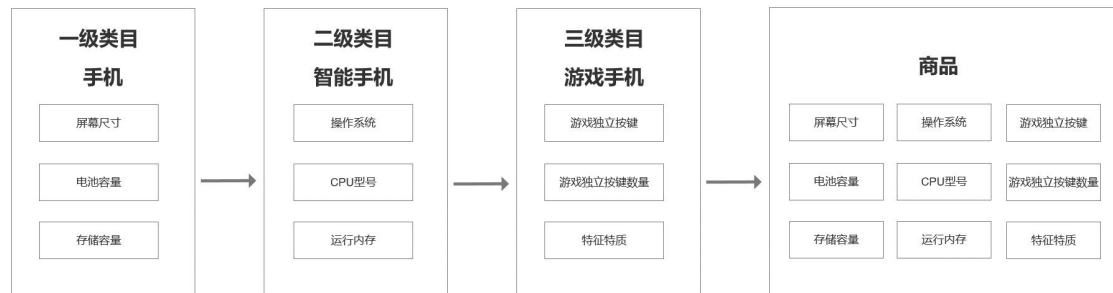 一级类目
手机
屏幕尺寸
电池容量
存储容量
二级类目
智能手机
操作系统
CPU型号
运行内存
三级类目
游戏手机
游戏独立按键
游戏独立按键数量
特征特质
商品
屏幕尺寸 操作系统 游戏独立按键
电池容量 CPU型号 游戏独立按键数量
存储容量 运行内存 特征特质